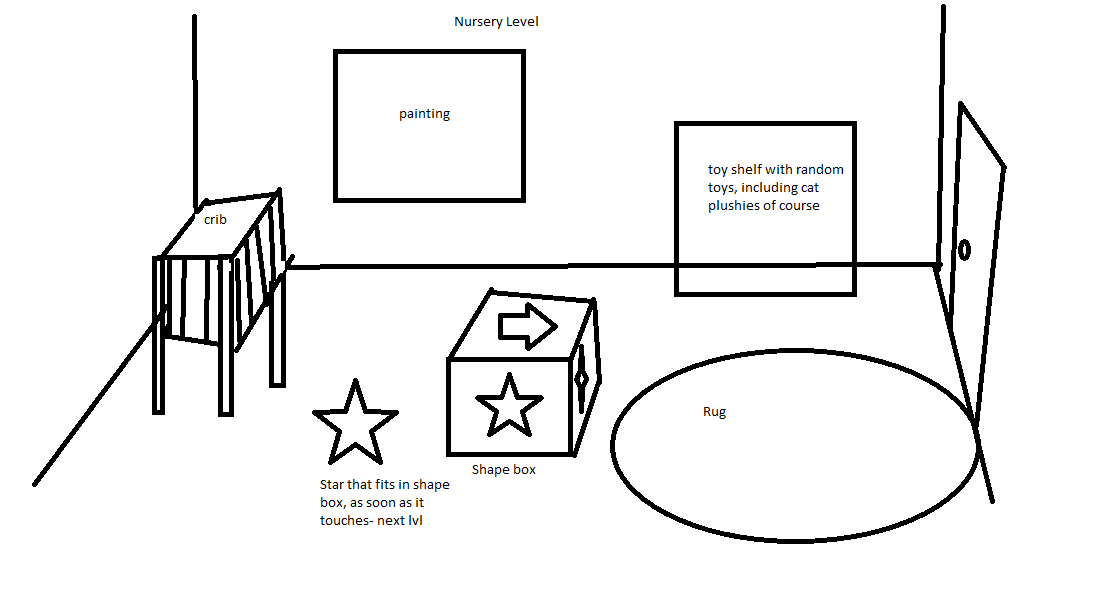 Nursery Level
painting
toy shelf with random
toys, including cat
plushies of course
crib
Rug
Shape box
Star that fits in shape
box, as soon as it
touches- next lvl